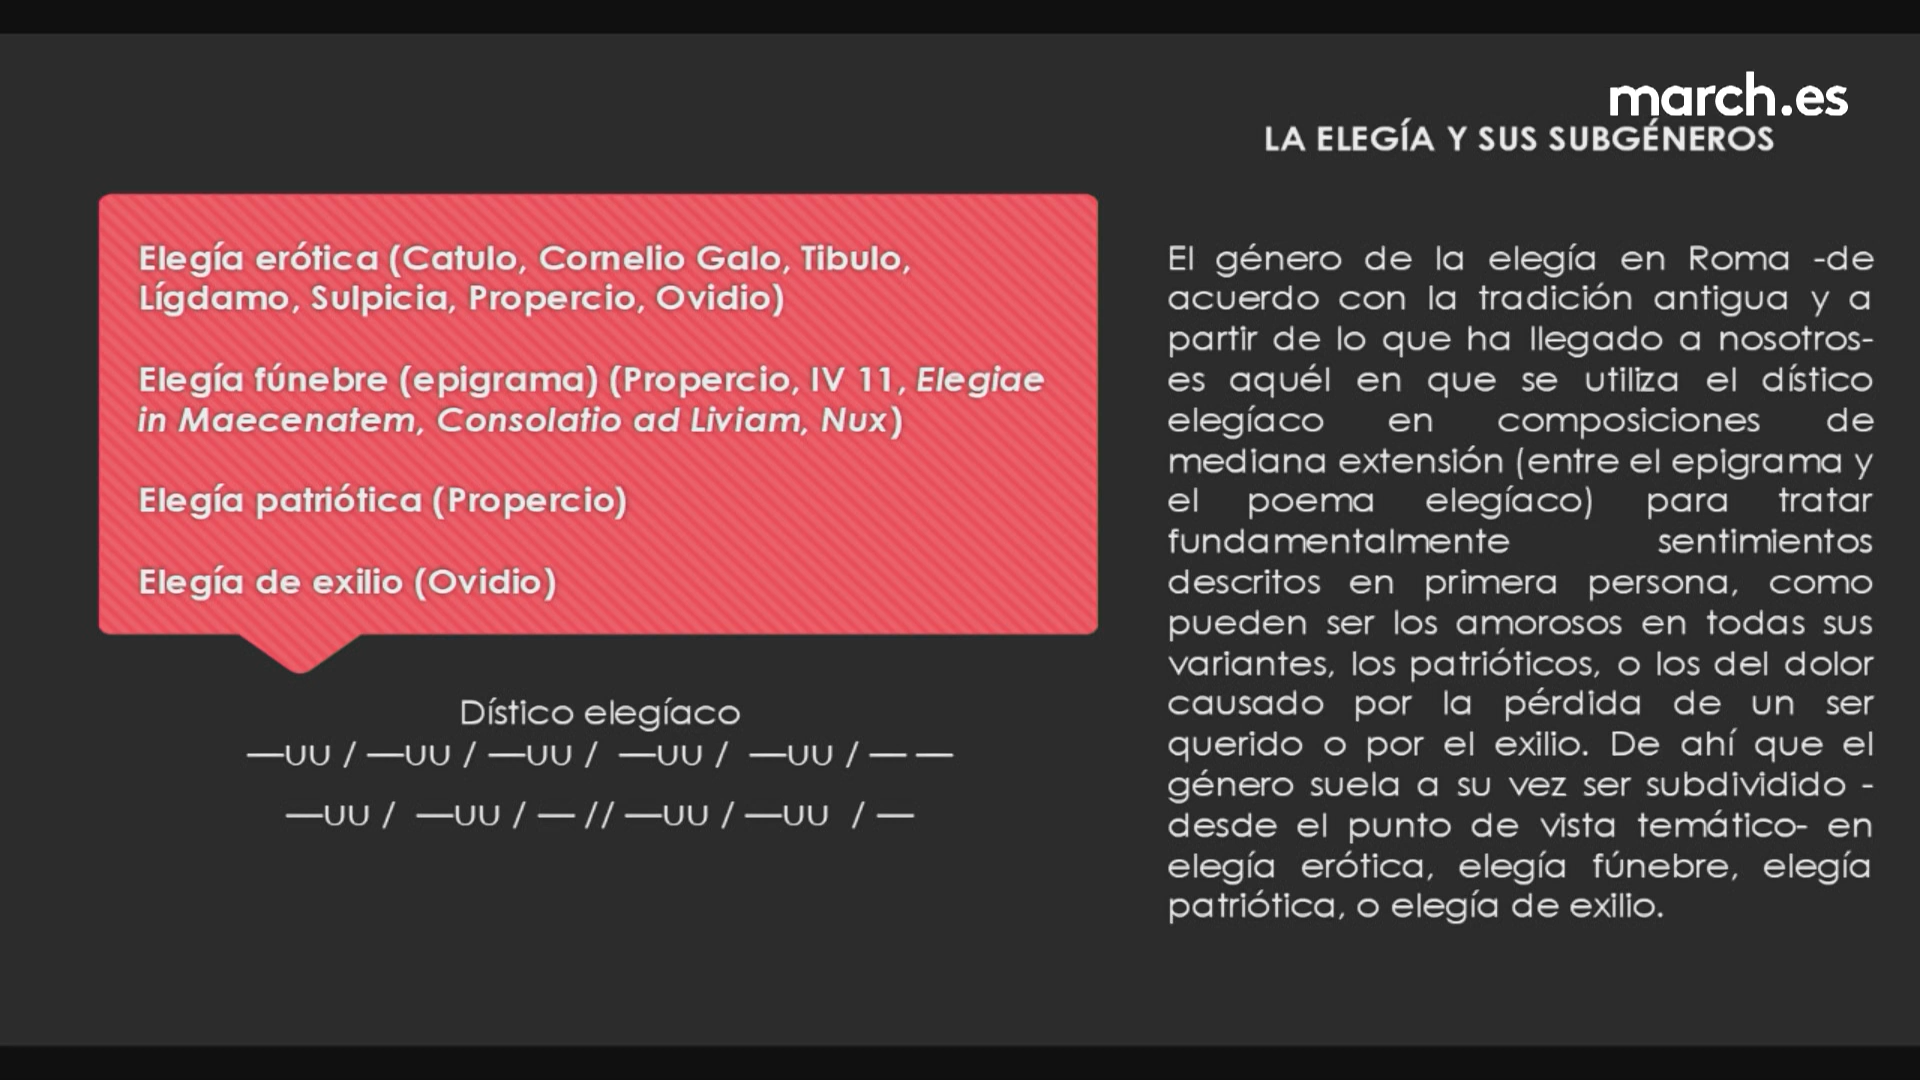 march.es
LA ELEGÍA Y SUS SUBGÉNEROS
Elegía erótica (Catulo, Cornelio Galo, Tibulo,
Lígdamo, Sulpicia, Propercio, Ovidio)
Elegía fúnebre (epigrama) (Propercio, IV 11, Elegiae
in Maecenatem, Consolatio ad Liviam, Nux)
Elegía patriótica (Propercio)
Elegía de exilio (Ovidio)
Dístico elegíaco
—UU / —UU / —UU / —UU / —UU / — —
—UU / —UU / — // —UU / —UU / —
El género de la elegía en Roma -de
acuerdo con la tradición antigua y a
partir de lo que ha llegado a nosotros-
es aquél en que se utiliza el dístico
elegíaco en composiciones de
mediana extensión (entre el epigrama y
el poema elegíaco) para tratar
fundamentalmente sentimientos
descritos en primera persona, como
pueden ser los amorosos en todas sus
variantes, los patrióticos, o los del dolor
causado por la pérdida de un ser
querido o por el exilio. De ahí que el
género suela a su vez ser subdividido -
desde el punto de vista temático- en
elegía erótica, elegía fúnebre, elegía
patriótica, o elegía de exilio.